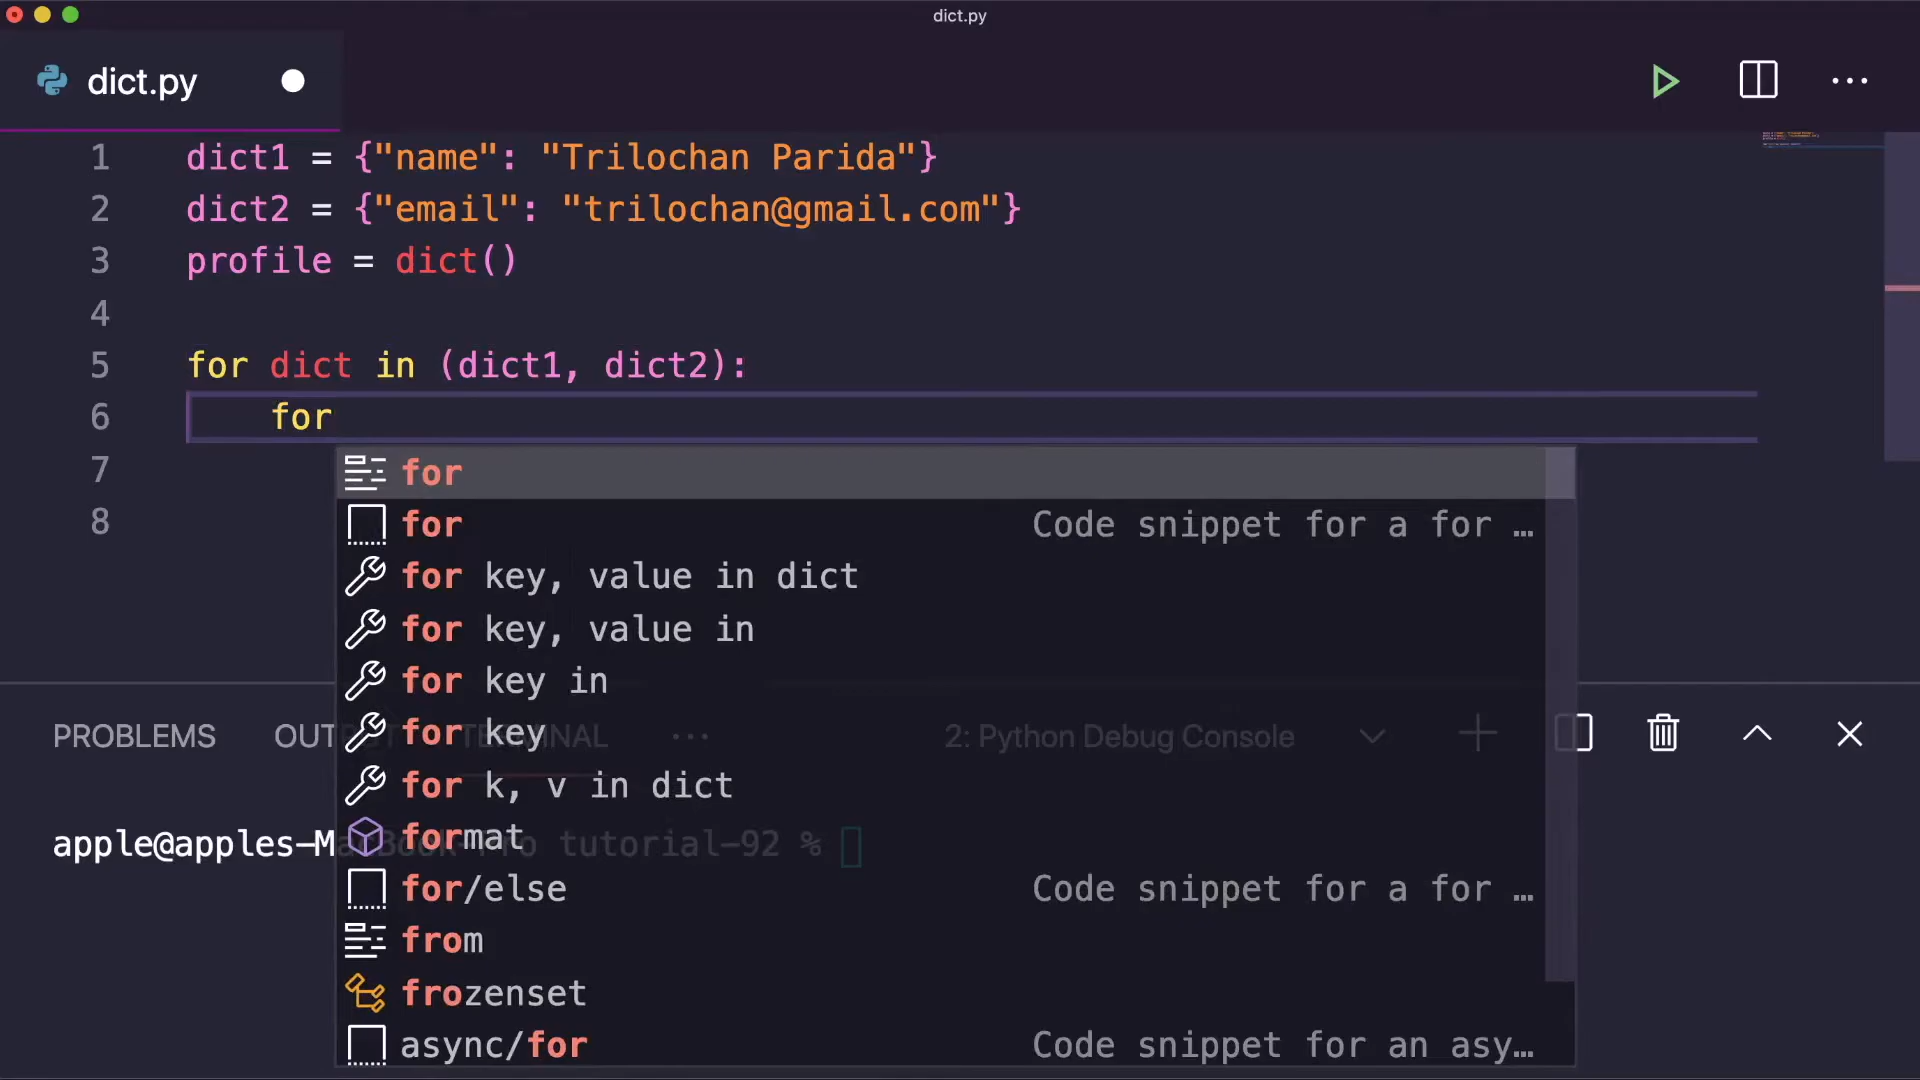 dict.py
dict.py
1 dict1 = {"name": "Trilochan Parida"}
2 dict2 = {"email": "trilochan@gmail.com"}
3 profile = dict()
4
5 for dict in (dict1, dict2):
6 for
7
8
for
for Code snippet for a for …
for key, value in dict
for key, value in
for key in
for key
for k, v in dict
format
for/else Code snippet for a for …
from
frozenset
async/for Code snippet for an asy…
PROBLEMS OUTPUT TERMINAL ··· 2: Python Debug Console
apple@apples-MacBook-Pro tutorial-92 %